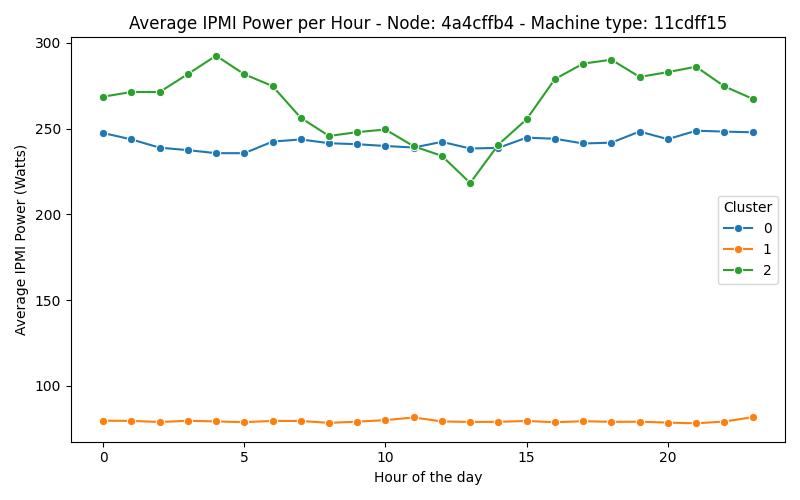 Average IPMI Power per Hour - Node: 4a4cffb4 - Machine type: 11cdff15
Average IPMI Power (Watts)
300
250
200
150
100
Cluster
0
1
2
0 5 10 15 20
Hour of the day